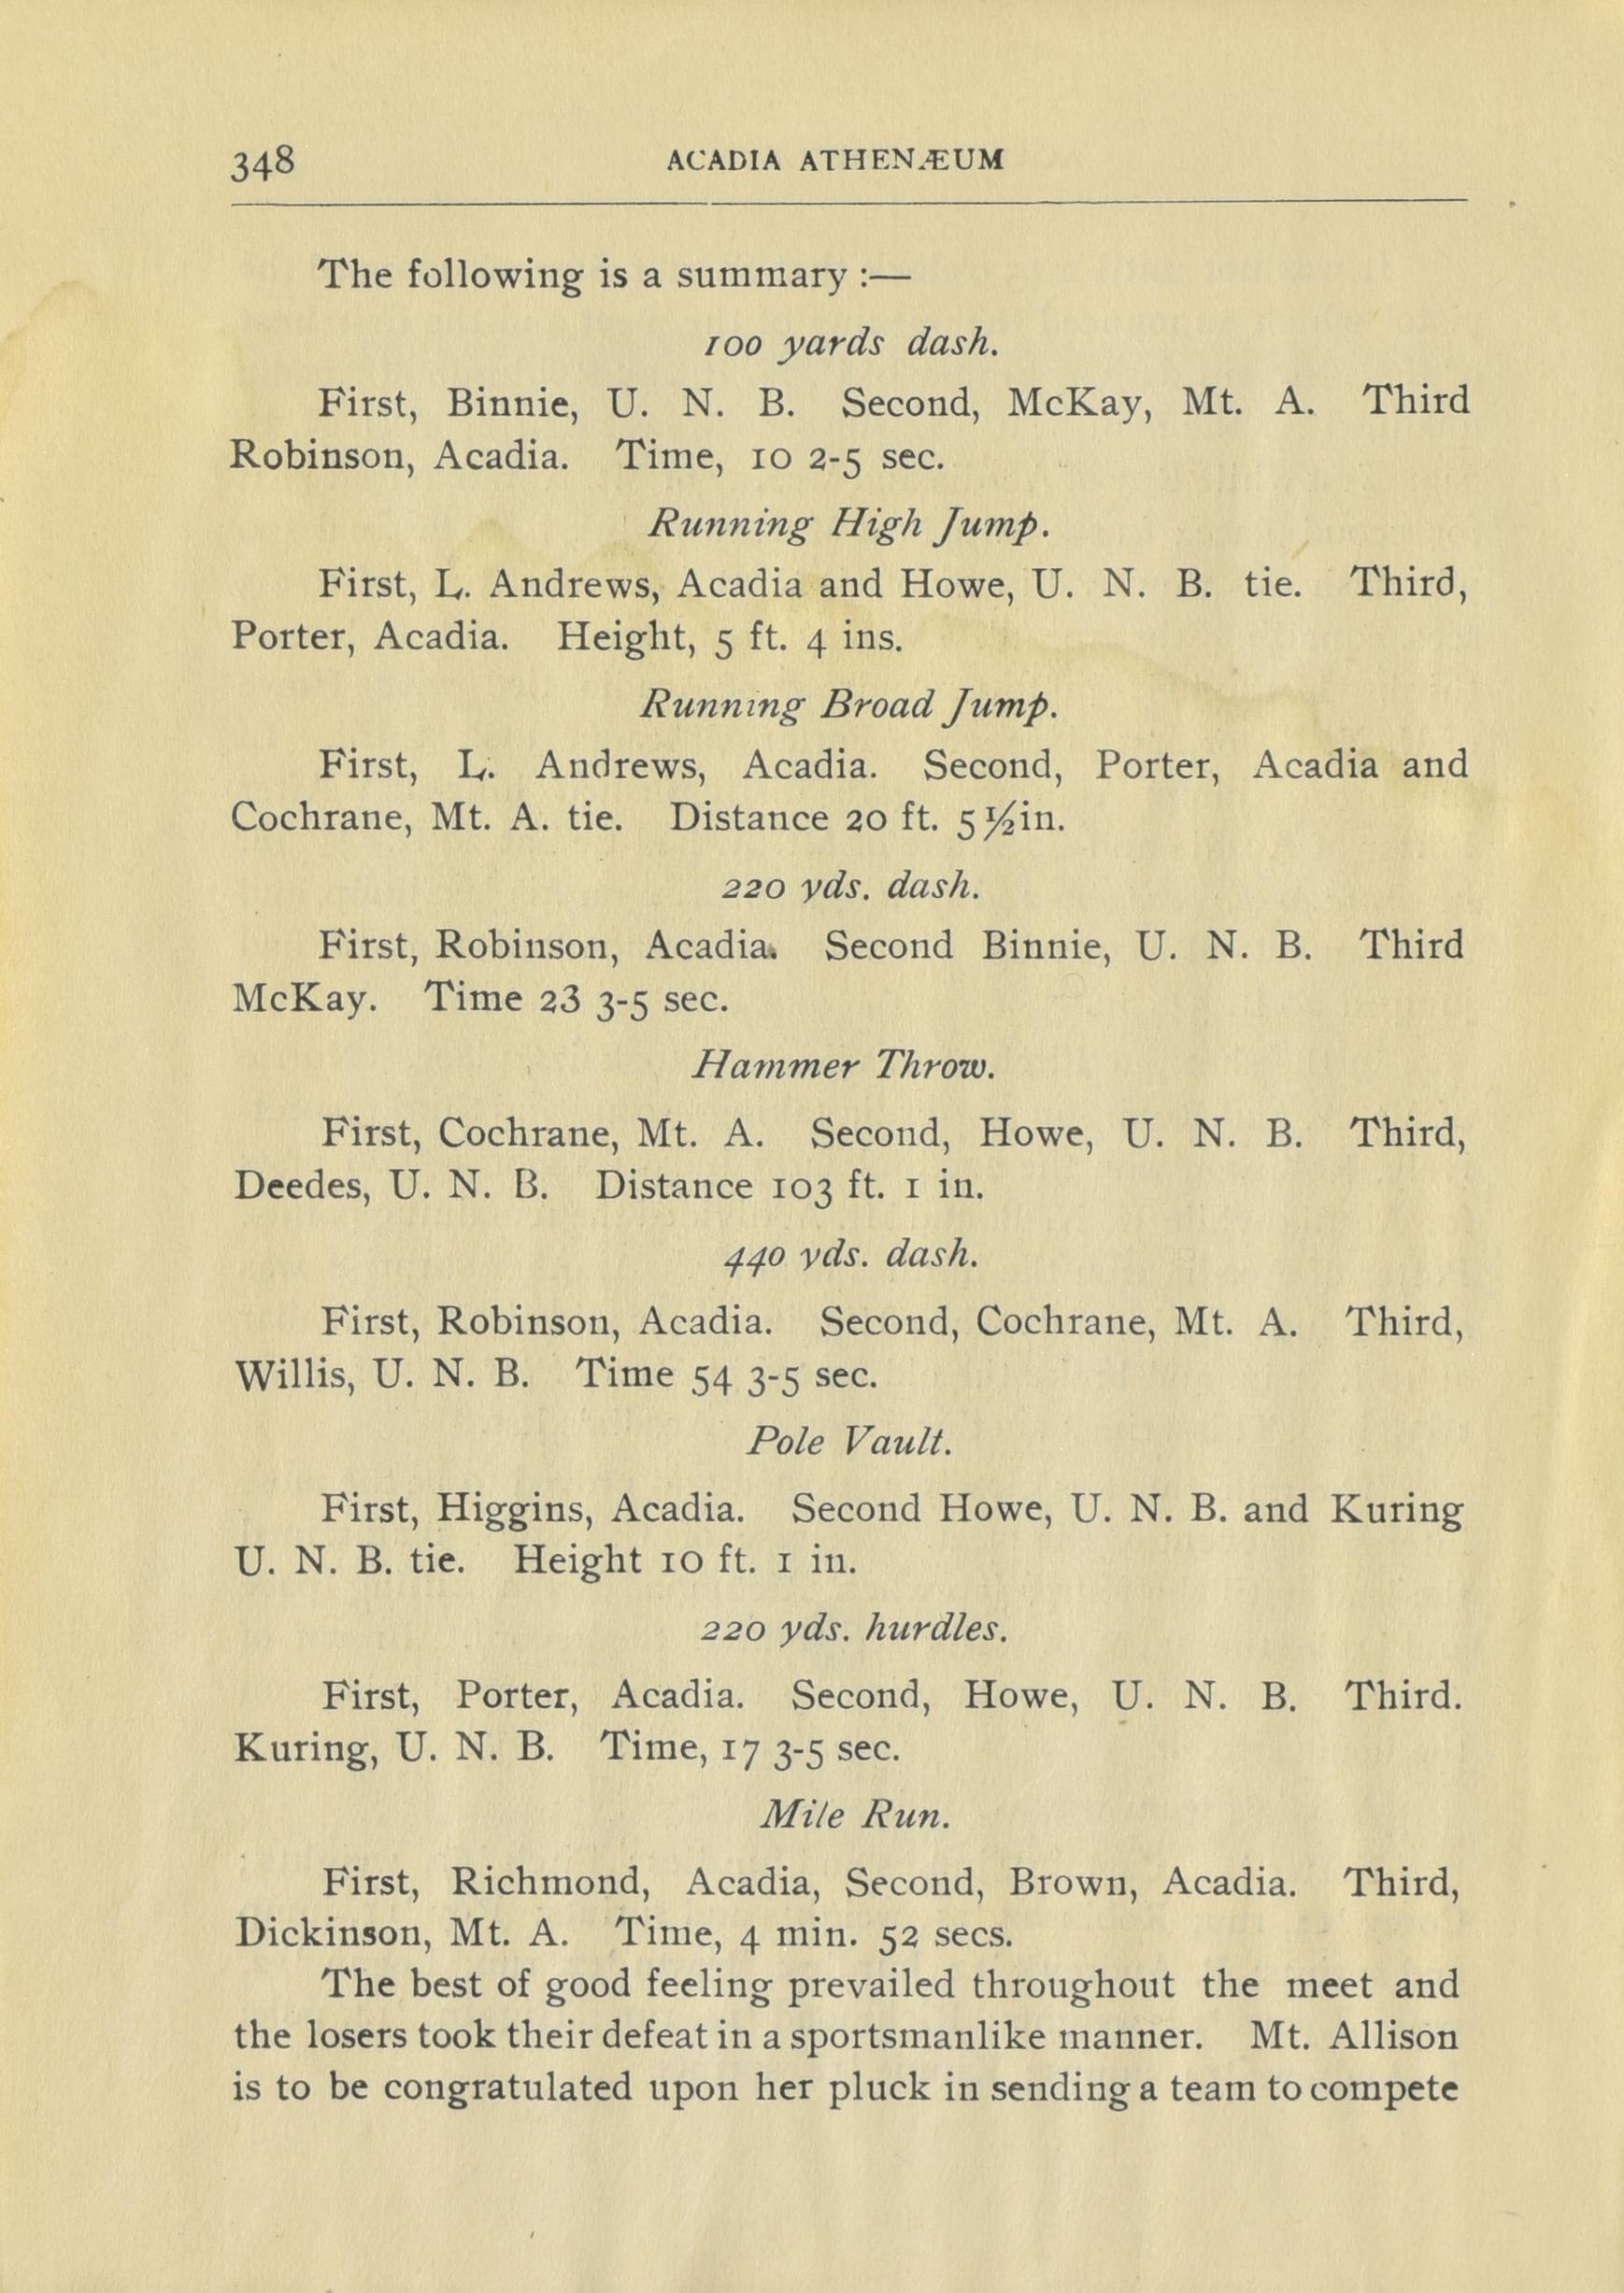 348 ACADIA ATHENÆUM
The following is a summary :—
100 yards dash.
First, Binnie, U. N. B. Second, McKay, Mt. A. Third
Robinson, Acadia. Time, 10 2-5 sec.
Running High Jump.
First, L. Andrews, Acadia and Howe, U. N. B. tie. Third,
Porter, Acadia. Height, 5 ft. 4 ins.
Running Broad Jump.
First, L. Andrews, Acadia. Second, Porter, Acadia and
Cochrane, Mt. A. tie. Distance 20 ft. 5½in.
220 yds. dash.
First, Robinson, Acadia. Second Binnie, U. N. B. Third
McKay. Time 23 3-5 sec.
Hammer Throw.
First, Cochrane, Mt. A. Second, Howe, U. N. B. Third,
Deedes, U. N. B. Distance 103 ft. 1 in.
440 yds. dash.
First, Robinson, Acadia. Second, Cochrane, Mt. A. Third,
Willis, U. N. B. Time 54 3-5 sec.
Pole Vault.
First, Higgins, Acadia. Second Howe, U. N. B. and Kuring
U. N. B. tie. Height 10 ft. 1 in.
220 yds. hurdles.
First, Porter, Acadia. Second, Howe, U. N. B. Third.
Kuring, U. N. B. Time, 17 3-5 sec.
Mile Run.
First, Richmond, Acadia, Second, Brown, Acadia. Third,
Dickinson, Mt. A. Time, 4 min. 52 secs.
The best of good feeling prevailed throughout the meet and
the losers took their defeat in a sportsmanlike manner. Mt. Allison
is to be congratulated upon her pluck in sending a team to compete